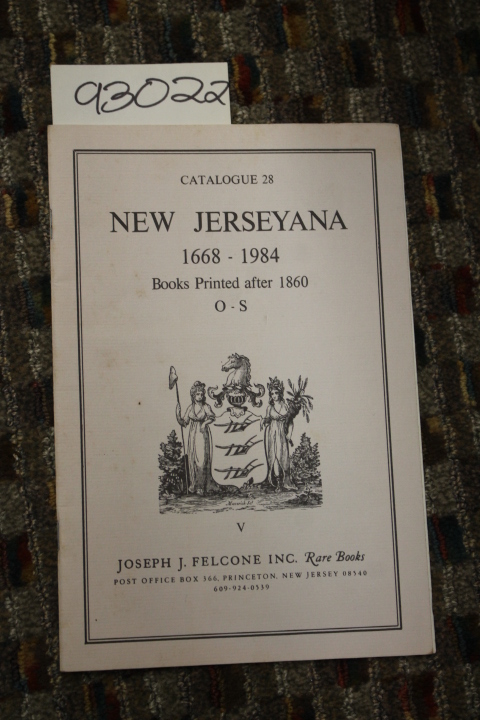 93022
CATALOGUE 28
NEW JERSEYANA
1668 - 1984
Books Printed after 1860
O - S
V
JOSEPH J. FELCONE INC. Rare Books
POST OFFICE BOX 366, PRINCETON, NEW JERSEY 08540
609-924-0539